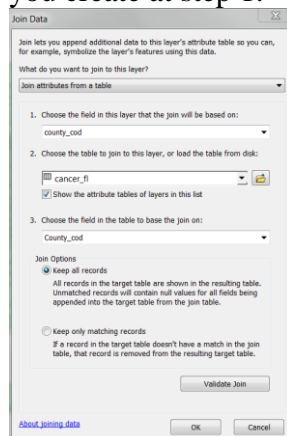 you create at step 1.
Join Data
Join lets you append additional data to this layer's attribute table so you can,
for example, symbolize the layer's features using this data.
What do you want to join to this layer?
Join attributes from a table
1. Choose the field in this layer that the join will be based on:
county_cod
2. Choose the table to join to this layer, or load the table from disk:
cancer_fl
Show the attribute tables of layers in this list
3. Choose the field in the table to base the join on:
County_cod
Join Options
Keep all records
All records in the target table are shown in the resulting table.
Unmatched records will contain null values for all fields being
appended into the target table from the join table.
Keep only matching records
If a record in the target table doesn't have a match in the join
table, that record is removed from the resulting target table.
Validate Join
About joining data
OK
Cancel